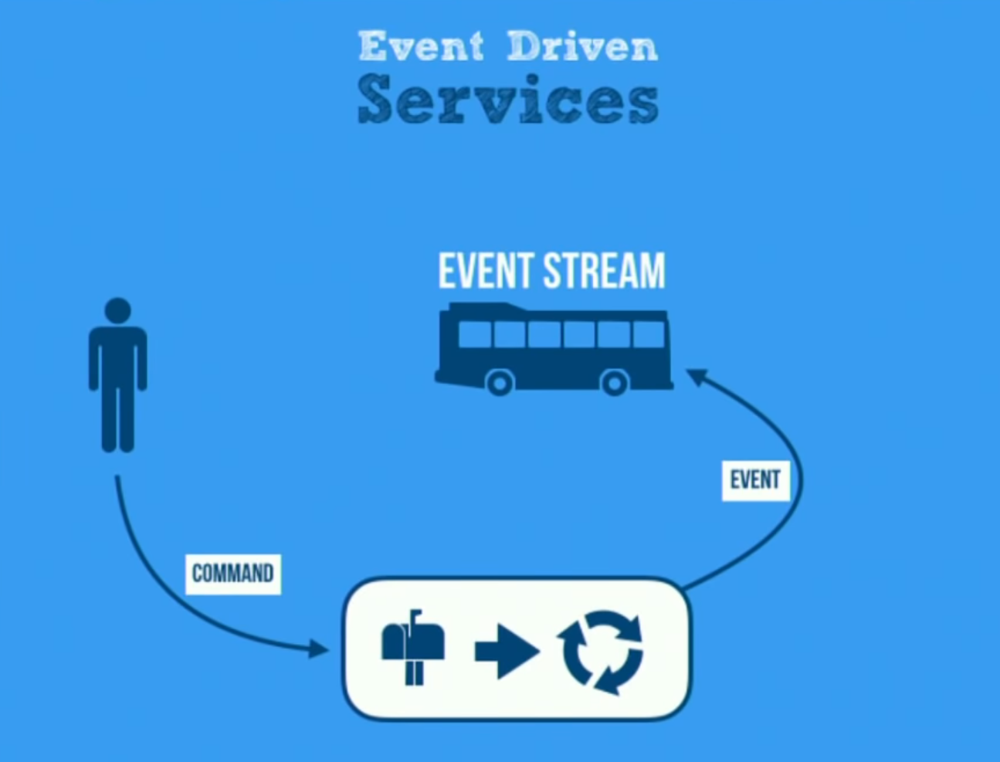 Event Driven
Services
EVENT STREAM
EVENT
COMMAND